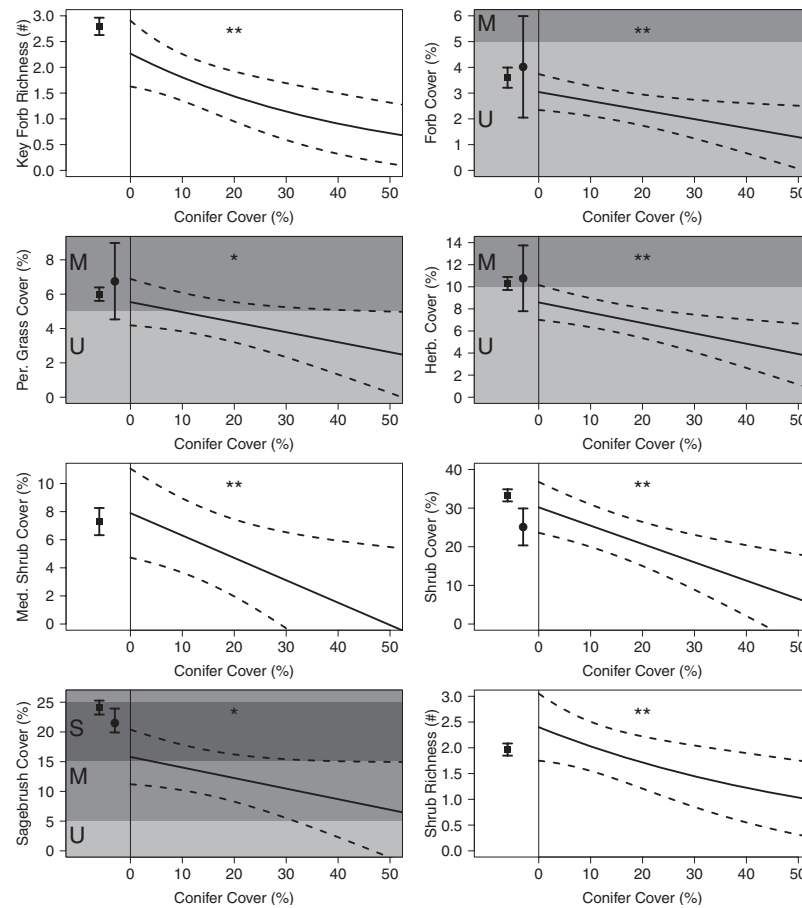 Key Forb Richness (#)
3.0
2.5
2.0
1.5
1.0
0.5
0.0
**
0 10 20 30 40 50
Conifer Cover (%)
Forb Cover (%)
6
5
4
3
2
1
0
M
U
**
0 10 20 30 40 50
Conifer Cover (%)
Per. Grass Cover (%)
8
6
4
2
0
M
U
*
0 10 20 30 40 50
Conifer Cover (%)
Herb. Cover (%)
14
12
10
8
6
4
2
0
M
U
**
0 10 20 30 40 50
Conifer Cover (%)
Med. Shrub Cover (%)
10
8
6
4
2
0
**
0 10 20 30 40 50
Conifer Cover (%)
Shrub Cover (%)
40
30
20
10
0
**
0 10 20 30 40 50
Conifer Cover (%)
Sagebrush Cover (%)
25
20
15
10
5
0
S
M
U
*
0 10 20 30 40 50
Conifer Cover (%)
Shrub Richness (#)
3.0
2.5
2.0
1.5
1.0
0.5
0.0
**
0 10 20 30 40 50
Conifer Cover (%)